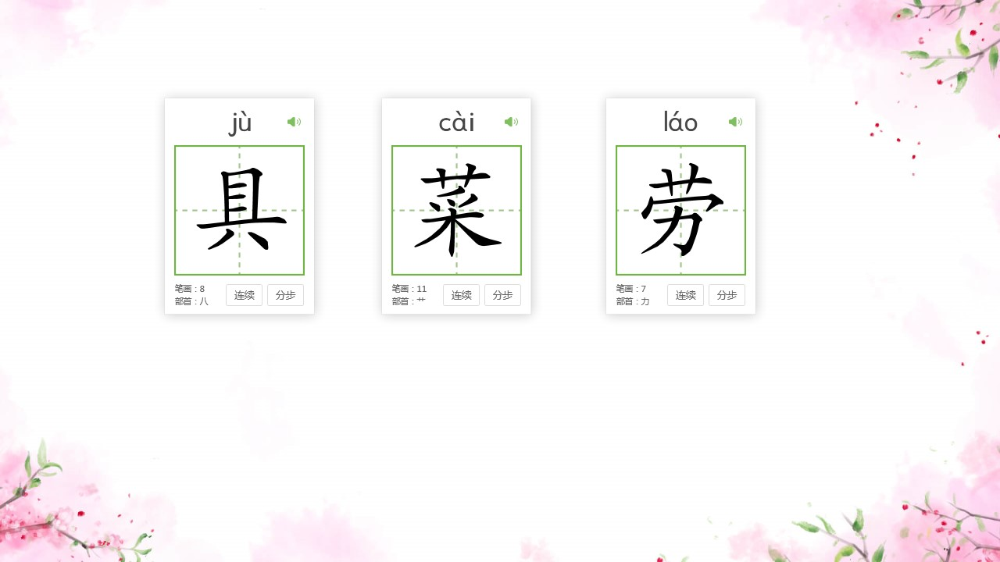 jù
具
笔画：8
部首：八
连续 分步
cài
菜
笔画：11
部首：艹
连续 分步
láo
劳
笔画：7
部首：力
连续 分步